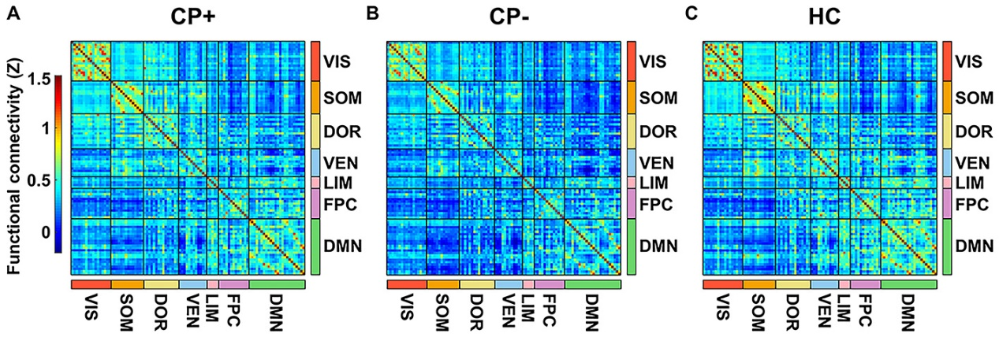 A
CP+
B
CP-
C
HC
Functional connectivity (Z)
1.5
1
0.5
0
VIS
SOM
DOR
VEN
LIM
FPC
DMN
VIS
SOM
DOR
VEN
LIM
FPC
DMN
VIS
SOM
DOR
VEN
LIM
FPC
DMN
VIS
SOM
DOR
VEN
LIM
FPC
DMN
VIS
SOM
DOR
VEN
LIM
FPC
DMN
VIS
SOM
DOR
VEN
LIM
FPC
DMN